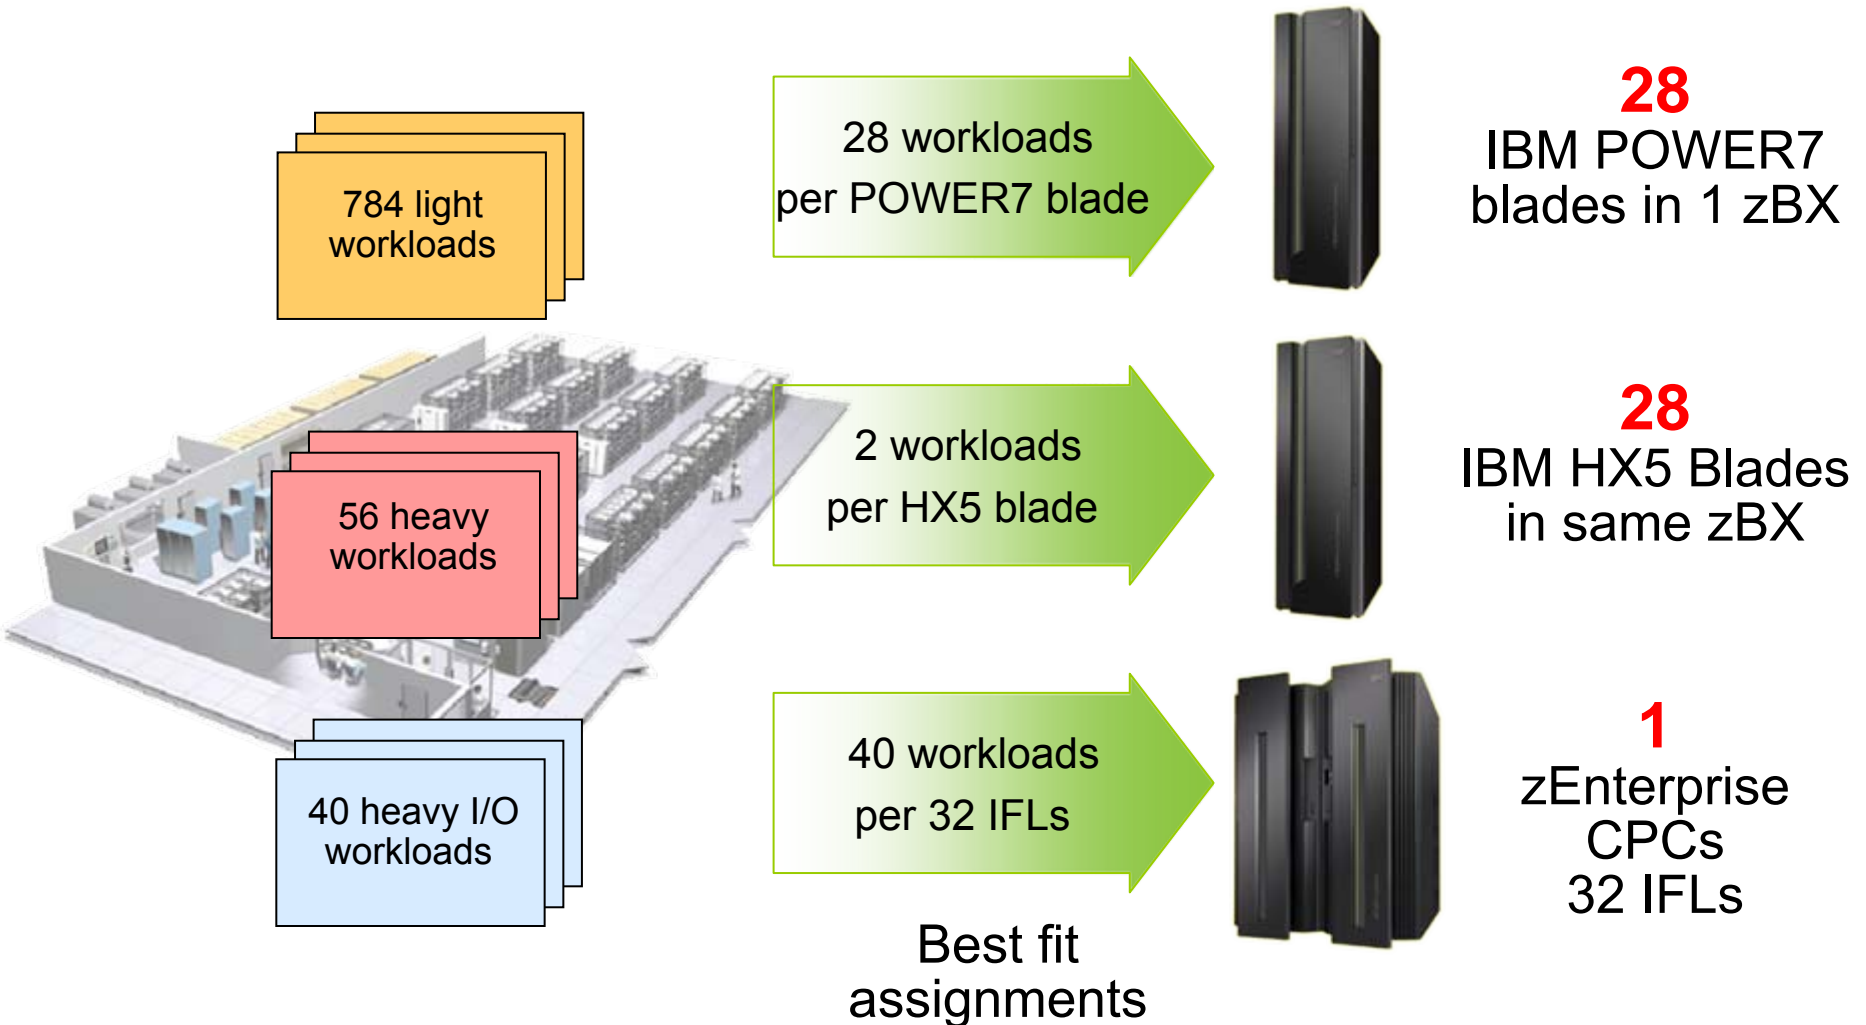 784 light
workloads
28 workloads
per POWER7 blade
28
IBM POWER7
blades in 1 zBX
56 heavy
workloads
2 workloads
per HX5 blade
28
IBM HX5 Blades
in same zBX
40 heavy I/O
workloads
40 workloads
per 32 IFLs
1
zEnterprise
CPCs
32 IFLs
Best fit
assignments